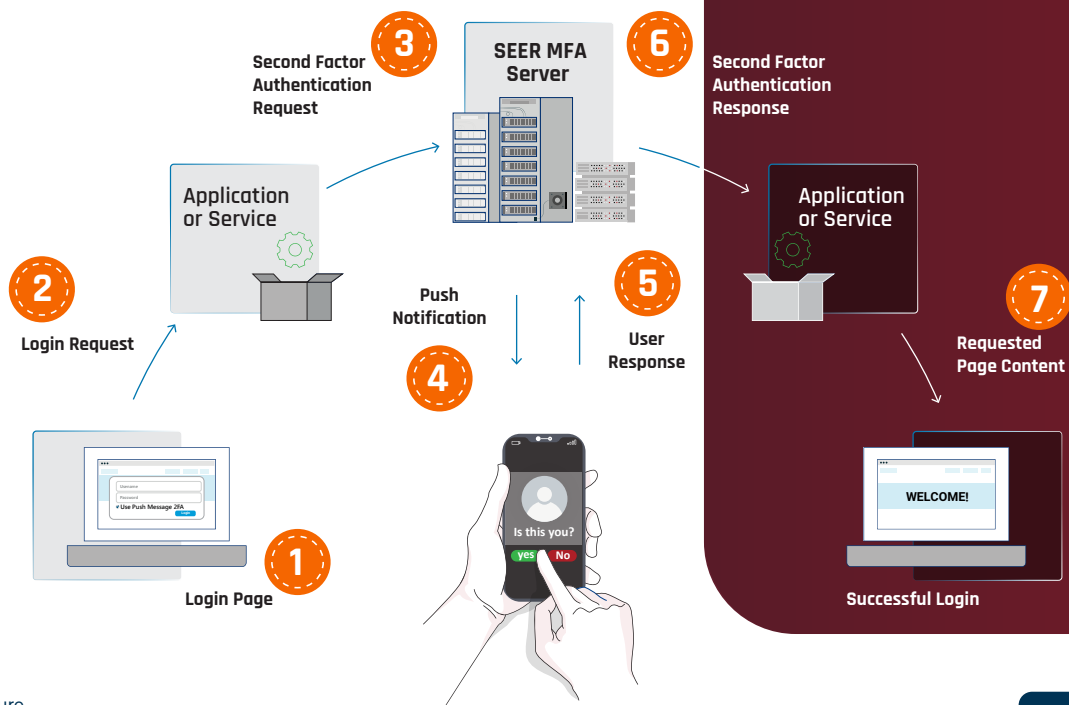 1
Login Page
Username
Password
Use Push Message 2FA
Login
2
Login Request
Application
or Service
3
Second Factor
Authentication
Request
SEER MFA
Server
4
Push
Notification
Is this you?
yes
No
5
User
Response
6
Second Factor
Authentication
Response
Application
or Service
7
Requested
Page Content
WELCOME!
Successful Login